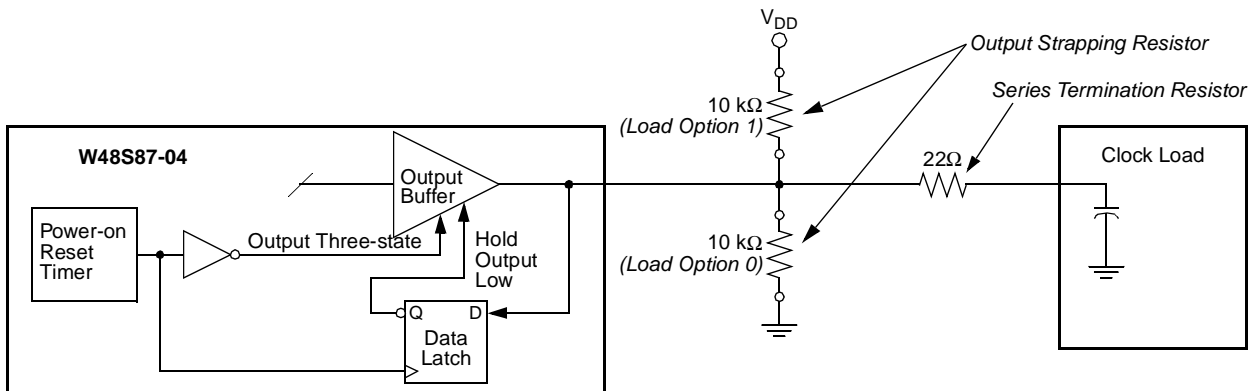 VDD
Output Strapping Resistor
Series Termination Resistor
10 kΩ
(Load Option 1)
W48S87-04
Clock Load
22Ω
Output
Buffer
Power-on
Reset
Timer
Output Three-state
Hold
Output
Low
10 kΩ
(Load Option 0)
Q
D
Data
Latch